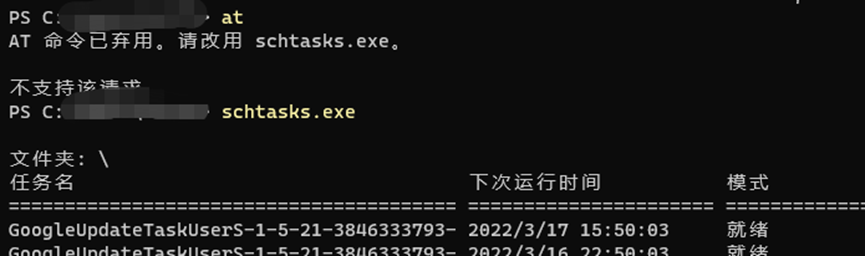 PS C: > at
AT 命令已弃用。请改用 schtasks.exe。
不支持该请求
PS C: > schtasks.exe
文件夹: \
任务名 下次运行时间 模式
======================================== ====================== =============
GoogleUpdateTaskUserS-1-5-21-3846333793- 2022/3/17 15:50:03 就绪
GoogleUpdateTaskUserS-1-5-21-3846333793- 2022/3/16 22:50:03 就绪